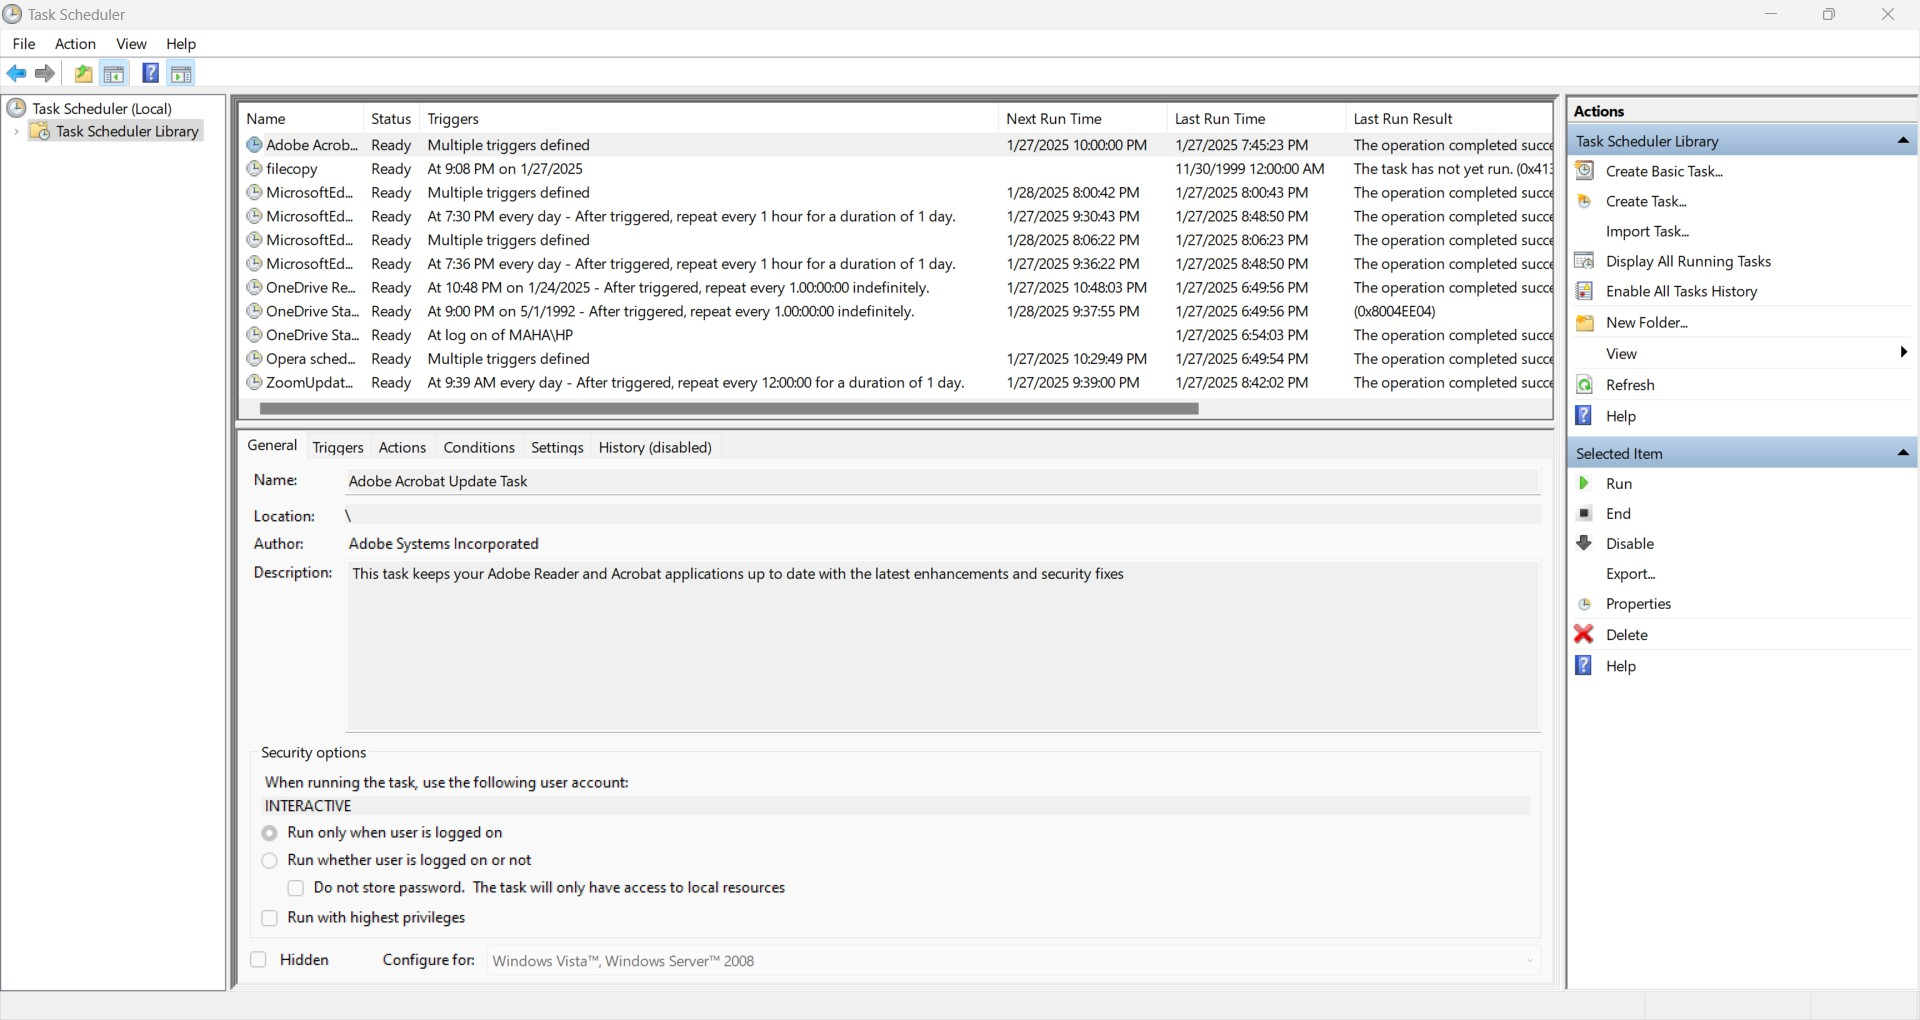 Task Scheduler
File Action View Help
Task Scheduler (Local)
Task Scheduler Library
Name Status Triggers Next Run Time Last Run Time Last Run Result
Adobe Acrob... Ready Multiple triggers defined 1/27/2025 10:00:00 PM 1/27/2025 7:45:23 PM The operation completed succe
filecopy Ready At 9:08 PM on 1/27/2025 11/30/1999 12:00:00 AM The task has not yet run. (0x413
MicrosoftEd... Ready Multiple triggers defined 1/28/2025 8:00:42 PM 1/27/2025 8:00:43 PM The operation completed succe
MicrosoftEd... Ready At 7:30 PM every day - After triggered, repeat every 1 hour for a duration of 1 day. 1/27/2025 9:30:43 PM 1/27/2025 8:48:50 PM The operation completed succe
MicrosoftEd... Ready Multiple triggers defined 1/28/2025 8:06:22 PM 1/27/2025 8:06:23 PM The operation completed succe
MicrosoftEd... Ready At 7:36 PM every day - After triggered, repeat every 1 hour for a duration of 1 day. 1/27/2025 9:36:22 PM 1/27/2025 8:48:50 PM The operation completed succe
OneDrive Re... Ready At 10:48 PM on 1/24/2025 - After triggered, repeat every 1.00:00:00 indefinitely. 1/27/2025 10:48:03 PM 1/27/2025 6:49:56 PM The operation completed succe
OneDrive Sta... Ready At 9:00 PM on 5/1/1992 - After triggered, repeat every 1.00:00:00 indefinitely. 1/28/2025 9:37:55 PM 1/27/2025 6:49:56 PM (0x8004EE04)
OneDrive Sta... Ready At log on of MAHA\HP 1/27/2025 6:54:03 PM The operation completed succe
Opera sched... Ready Multiple triggers defined 1/27/2025 10:29:49 PM 1/27/2025 6:49:54 PM The operation completed succe
ZoomUpdat... Ready At 9:39 AM every day - After triggered, repeat every 12:00:00 for a duration of 1 day. 1/27/2025 9:39:00 PM 1/27/2025 8:42:02 PM The operation completed succe
General Triggers Actions Conditions Settings History (disabled)
Name: Adobe Acrobat Update Task
Location: \
Author: Adobe Systems Incorporated
Description: This task keeps your Adobe Reader and Acrobat applications up to date with the latest enhancements and security fixes
Security options
When running the task, use the following user account:
INTERACTIVE
Run only when user is logged on
Run whether user is logged on or not
Do not store password. The task will only have access to local resources
Run with highest privileges
Hidden Configure for: Windows Vista™, Windows Server™ 2008
Actions
Task Scheduler Library
Create Basic Task...
Create Task...
Import Task...
Display All Running Tasks
Enable All Tasks History
New Folder...
View
Refresh
Help
Selected Item
Run
End
Disable
Export...
Properties
Delete
Help